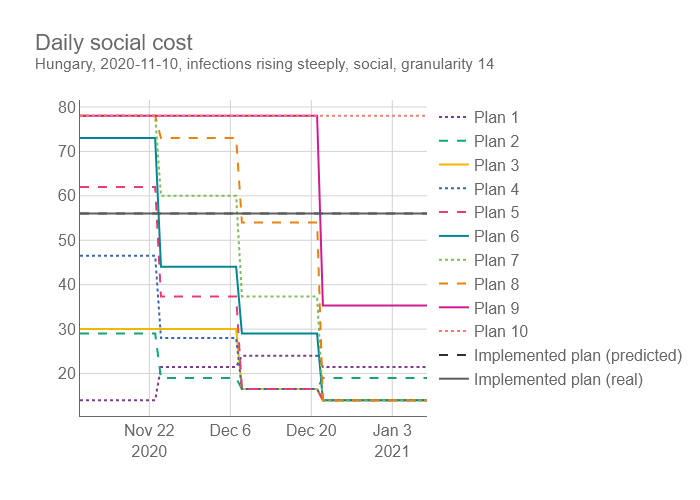 Daily social cost
Hungary, 2020-11-10, infections rising steeply, social, granularity 14
80
70
60
50
40
30
20
Nov 22
2020
Dec 6
Dec 20
Jan 3
2021
Plan 1
Plan 2
Plan 3
Plan 4
Plan 5
Plan 6
Plan 7
Plan 8
Plan 9
Plan 10
Implemented plan (predicted)
Implemented plan (real)